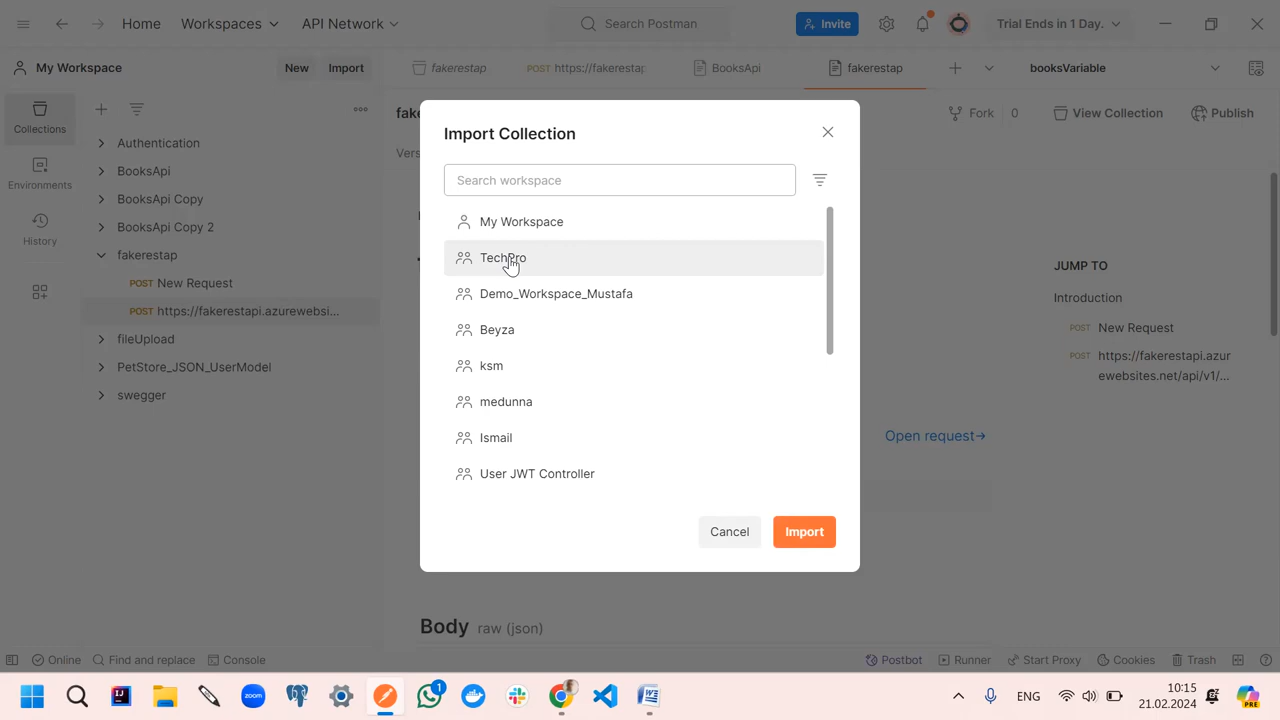 Home
Workspaces
API Network
Search Postman
Invite
Trial Ends in 1 Day.
My Workspace
New
Import
fakerestap
POST https://fakerestap
BooksApi
fakerestap
booksVariable
Collections
Environments
History
Authentication
BooksApi
BooksApi Copy
BooksApi Copy 2
fakerestap
POST New Request
POST https://fakerestapi.azurewebsi...
fileUpload
PetStore_JSON_UserModel
swegger
Fork 0
View Collection
Publish
Import Collection
Search workspace
My Workspace
TechPro
Demo_Workspace_Mustafa
Beyza
ksm
medunna
Ismail
User JWT Controller
Cancel
Import
JUMP TO
Introduction
POST New Request
POST https://fakerestapi.azur
ewebsites.net/api/v1/...
Open request→
Body raw (json)
Online
Find and replace
Console
Postbot
Runner
Start Proxy
Cookies
Trash
zoom
1
ENG
10:15
21.02.2024
PRE